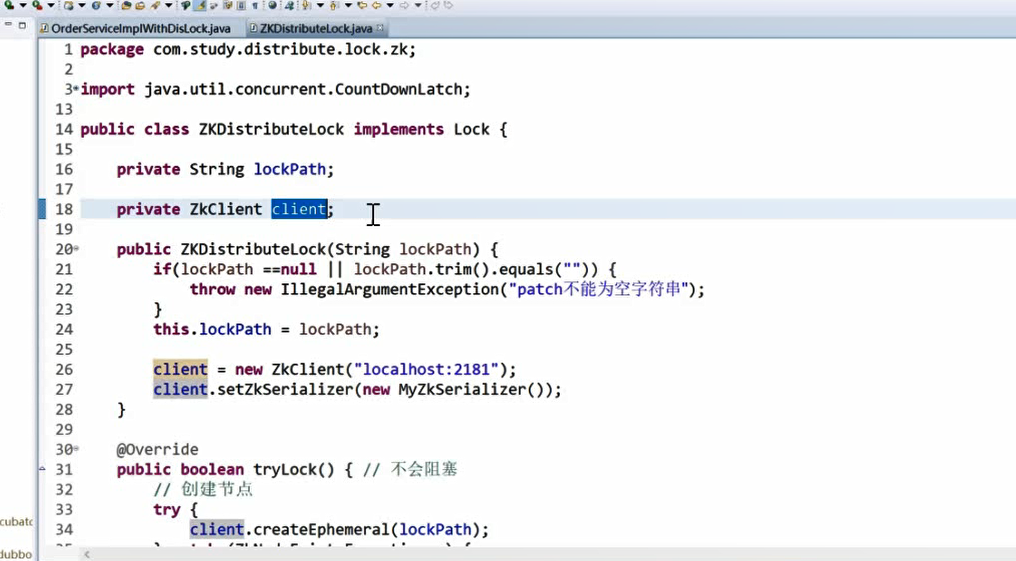 OrderServiceImplWithDisLock.java ZKDistributeLock.java
1 package com.study.distribute.lock.zk;
2
3 import java.util.concurrent.CountDownLatch;
13
14 public class ZKDistributeLock implements Lock {
15
16 private String lockPath;
17
18 private ZkClient client;
19
20 public ZKDistributeLock(String lockPath) {
21 if(lockPath ==null || lockPath.trim().equals("")) {
22 throw new IllegalArgumentException("patch不能为空字符串");
23 }
24 this.lockPath = lockPath;
25
26 client = new ZkClient("localhost:2181");
27 client.setZkSerializer(new MyZkSerializer());
28 }
29
30 @Override
31 public boolean tryLock() { // 不会阻塞
32 // 创建节点
33 try {
34 client.createEphemeral(lockPath);
cubato
dubbo